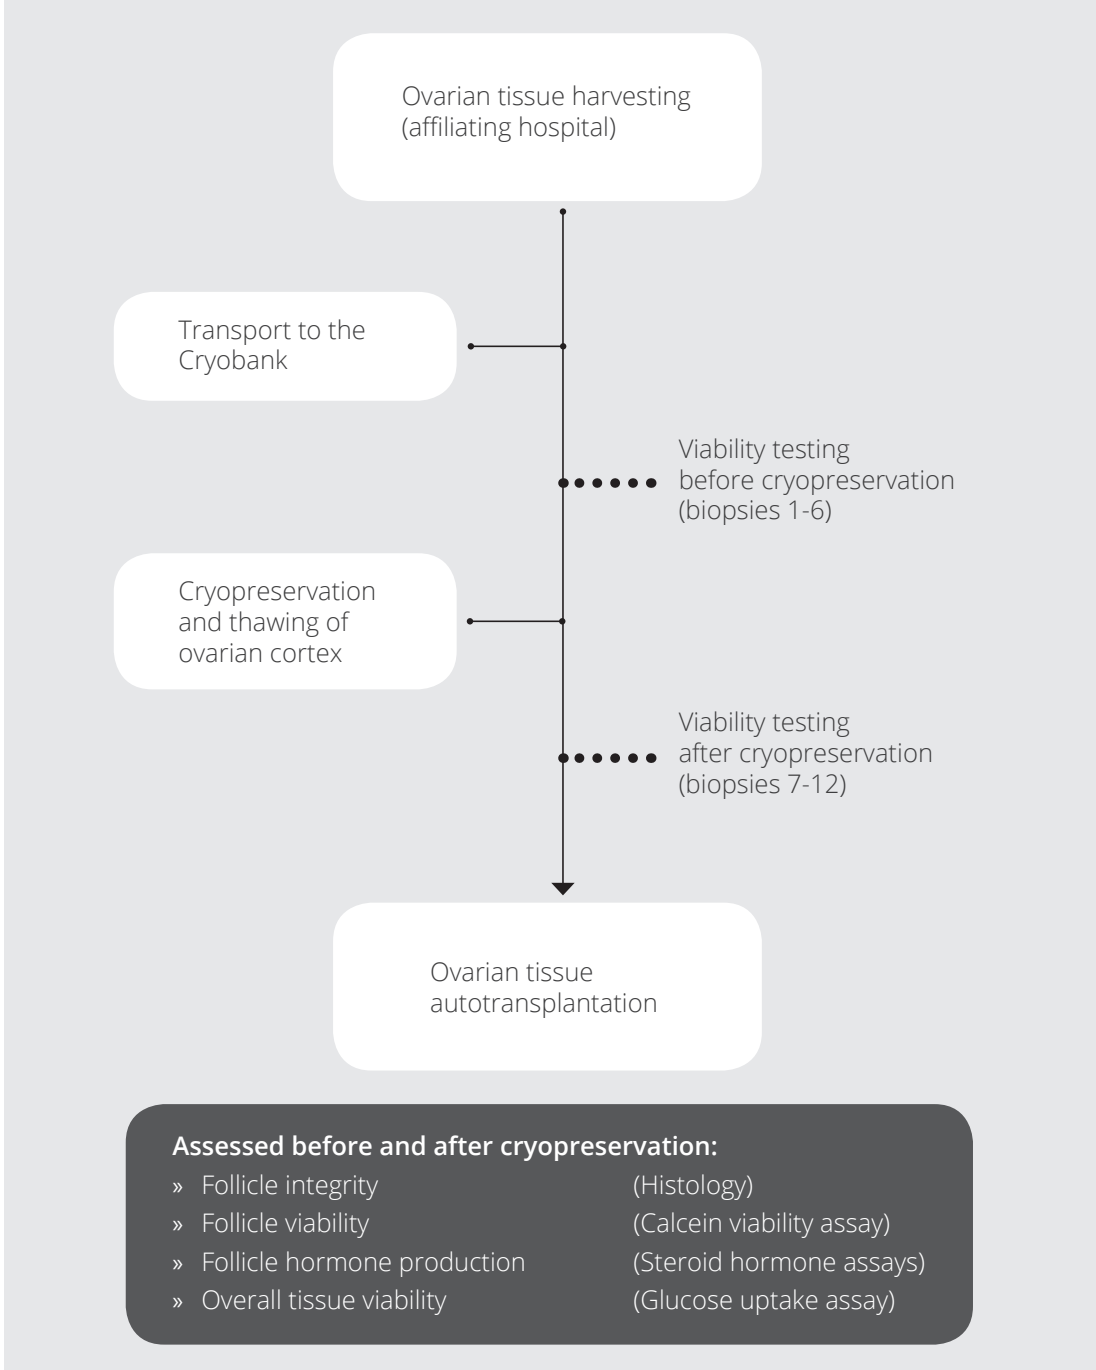 Ovarian tissue harvesting
(affiliating hospital)
Transport to the
Cryobank
Viability testing
before cryopreservation
(biopsies 1-6)
Cryopreservation
and thawing of
ovarian cortex
Viability testing
after cryopreservation
(biopsies 7-12)
Ovarian tissue
autotransplantation
Assessed before and after cryopreservation:
» Follicle integrity (Histology)
» Follicle viability (Calcein viability assay)
» Follicle hormone production (Steroid hormone assays)
» Overall tissue viability (Glucose uptake assay)